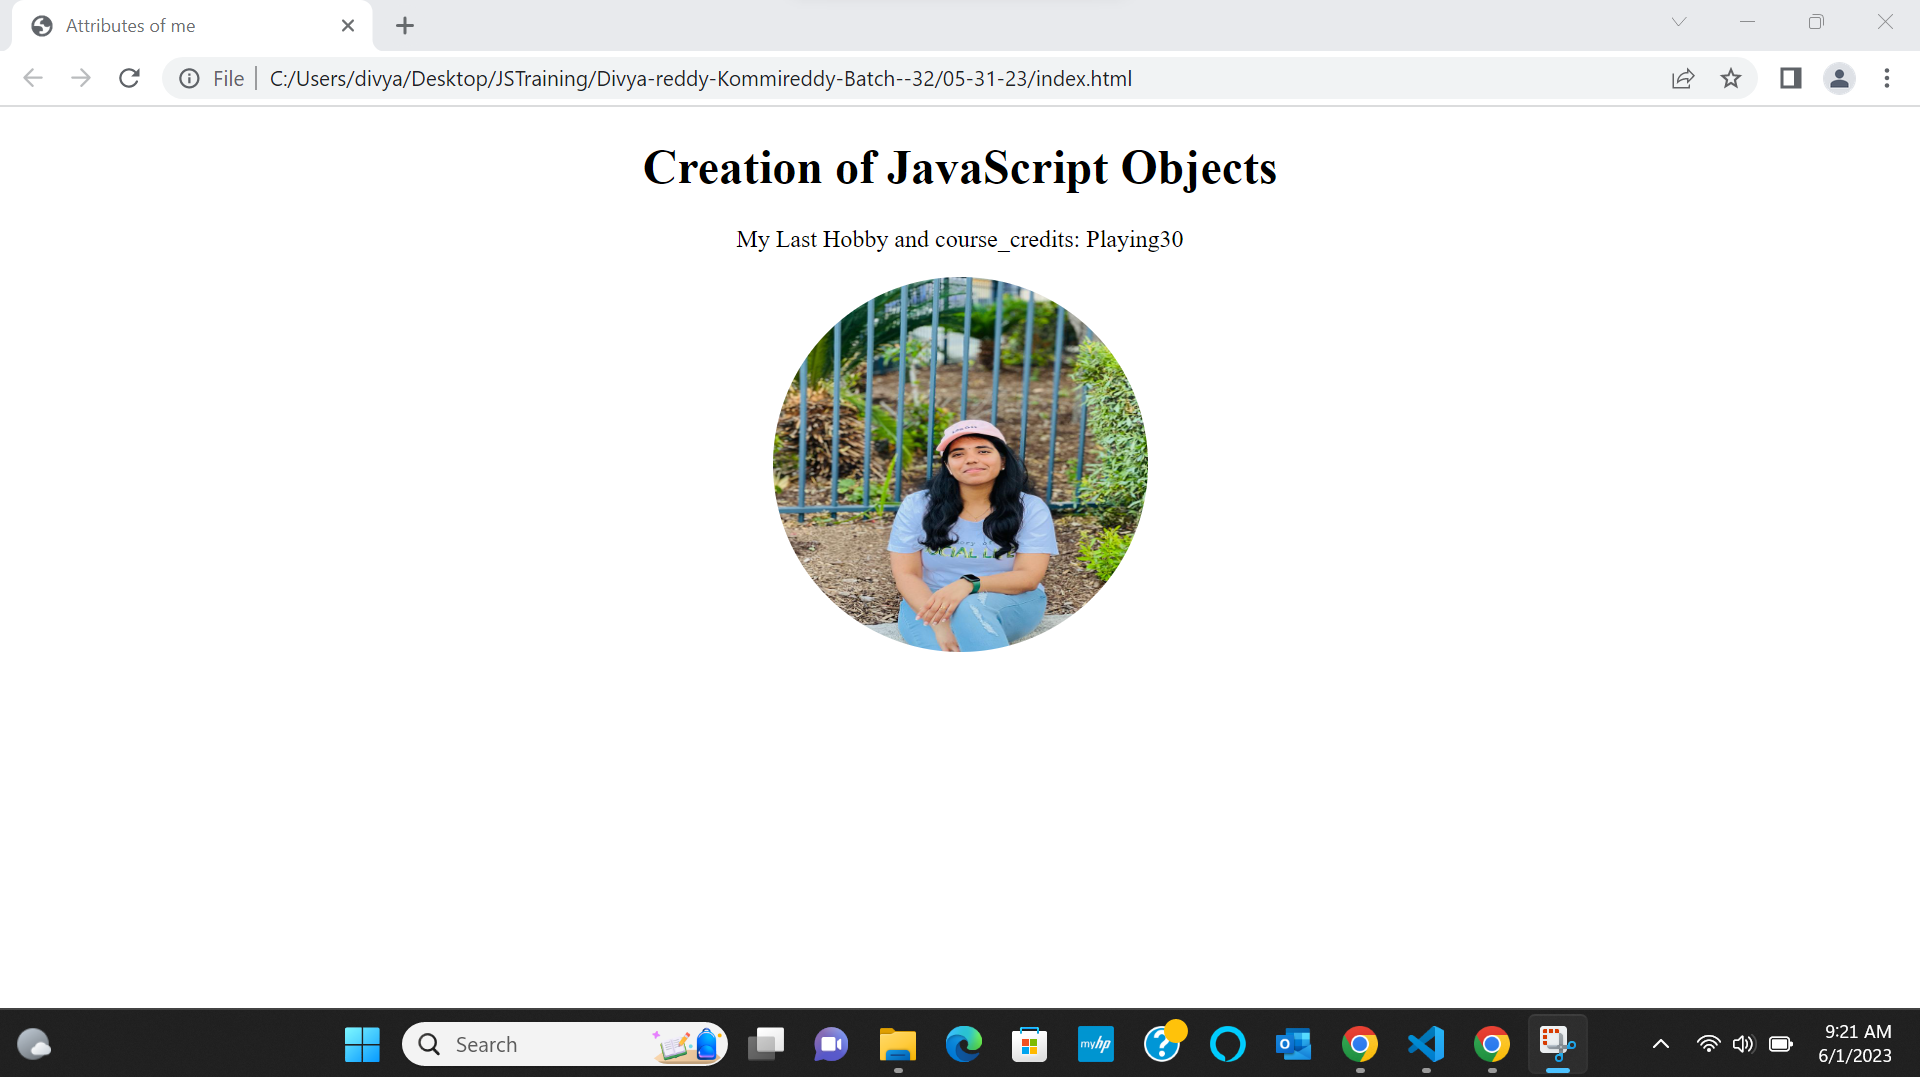 Attributes of me
File
C:/Users/divya/Desktop/JSTraining/Divya-reddy-Kommireddy-Batch--32/05-31-23/index.html
Creation of JavaScript Objects
My Last Hobby and course_credits: Playing30
Search
myhp
9:21 AM
6/1/2023